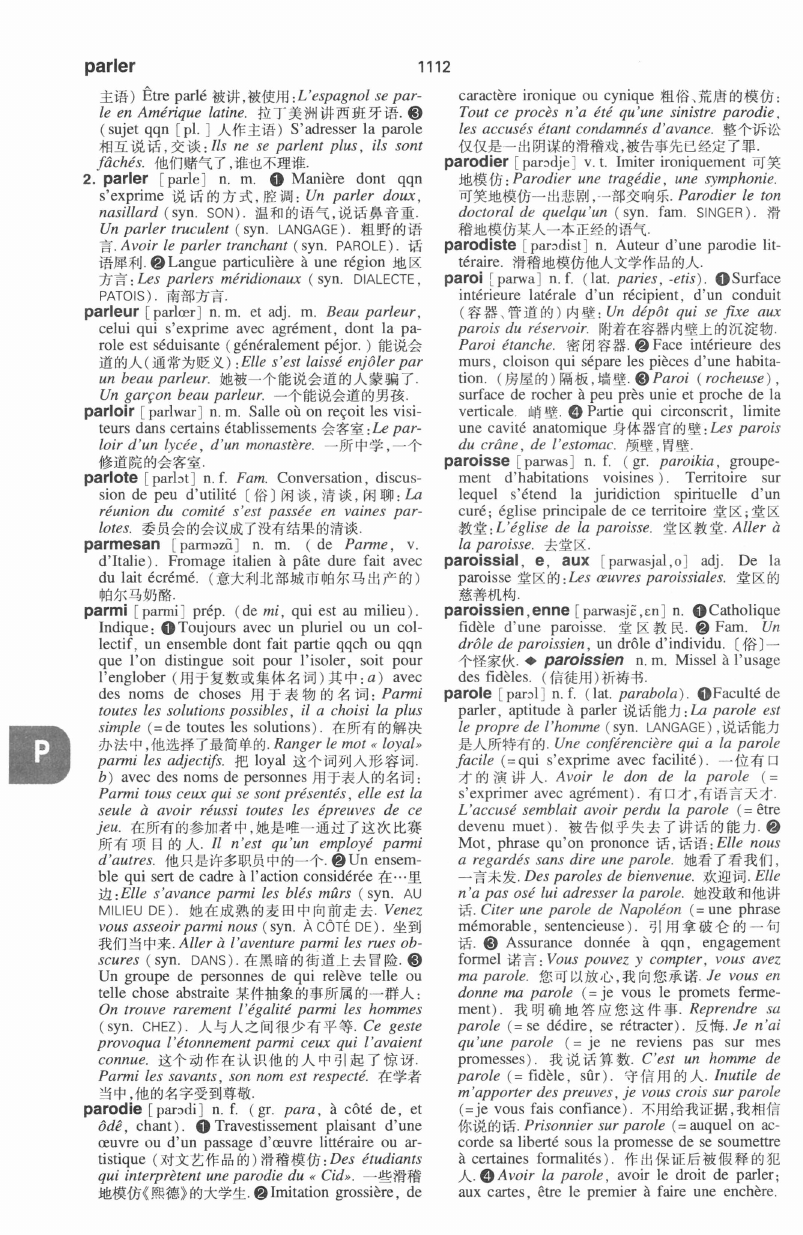 parler
1112
主语) Être parlé 被讲,被使用:L'espagnol se par-
le en Amérique latine. 拉丁美洲讲西班牙语. ❸
(sujet qqn [pl.] 人作主语) S'adresser la parole
相互说话,交谈:Ils ne se parlent plus, ils sont
fâchés. 他们赌气了,谁也不理谁.
2. parler [parle] n. m. ❶ Manière dont qqn
s'exprime 说话的方式,腔调: Un parler doux,
nasillard (syn. SON). 温和的语气,说话鼻音重.
Un parler truculent (syn. LANGAGE). 粗野的语
言. Avoir le parler tranchant (syn. PAROLE). 话
语犀利. ❷ Langue particulière à une région 地区
方言: Les parlers méridionaux (syn. DIALECTE,
PATOIS). 南部方言.
parleur [parlœr] n. m. et adj. m. Beau parleur,
celui qui s'exprime avec agrément, dont la pa-
role est séduisante (généralement péjor.) 能说会
道的人(通常为贬义):Elle s'est laissé enjôler par
un beau parleur. 她被一个能说会道的人蒙骗了.
Un garçon beau parleur. 一个能说会道的男孩.
parloir [parlwar] n. m. Salle où on reçoit les visi-
teurs dans certains établissements 会客室:Le par-
loir d'un lycée, d'un monastère. 一所中学,一个
修道院的会客室.
parlote [parlɔt] n. f. Fam. Conversation, discus-
sion de peu d'utilité [俗]闲谈,清谈,闲聊: La
réunion du comité s'est passée en vaines par-
lotes. 委员会的会议成了没有结果的清谈.
parmesan [parməzɑ̃] n. m. (de Parme, v.
d'Italie). Fromage italien à pâte dure fait avec
du lait écrémé. (意大利北部城市帕尔马出产的)
帕尔马奶酪.
parmi [parmi] prép. (de mi, qui est au milieu).
Indique: ❶ Toujours avec un pluriel ou un col-
lectif, un ensemble dont fait partie qqch ou qqn
que l'on distingue soit pour l'isoler, soit pour
l'englober (用于复数或集体名词)其中:a) avec
des noms de choses 用于表物的名词: Parmi
toutes les solutions possibles, il a choisi la plus
simple (=de toutes les solutions). 在所有的解决
办法中,他选择了最简单的. Ranger le mot « loyal»
parmi les adjectifs. 把 loyal 这个词列入形容词.
b) avec des noms de personnes 用于表人的名词:
Parmi tous ceux qui se sont présentés, elle est la
seule à avoir réussi toutes les épreuves de ce
jeu. 在所有的参加者中,她是唯一通过了这次比赛
所有项目的人. Il n'est qu'un employé parmi
d'autres. 他只是许多职员中的一个. ❷ Un ensem-
ble qui sert de cadre à l'action considérée 在…里
边:Elle s'avance parmi les blés mûrs (syn. AU
MILIEU DE). 她在成熟的麦田中向前走去. Venez
vous asseoir parmi nous (syn. À CÔTÉ DE). 坐到
我们当中来. Aller à l'aventure parmi les rues ob-
scures (syn. DANS). 在黑暗的街道上去冒险. ❸
Un groupe de personnes de qui relève telle ou
telle chose abstraite 某件抽象的事所属的一群人:
On trouve rarement l'égalité parmi les hommes
(syn. CHEZ). 人与人之间很少有平等. Ce geste
provoqua l'étonnement parmi ceux qui l'avaient
connue. 这个动作在认识他的人中引起了惊讶.
Parmi les savants, son nom est respecté. 在学者
当中,他的名字受到尊敬.
parodie [parɔdi] n. f. (gr. para, à côté de, et
ôdê, chant). ❶ Travestissement plaisant d'une
œuvre ou d'un passage d'œuvre littéraire ou ar-
tistique (对文艺作品的)滑稽模仿:Des étudiants
qui interprètent une parodie du « Cid». 一些滑稽
地模仿《熙德》的大学生. ❷ Imitation grossière, de
P
caractère ironique ou cynique 粗俗、荒唐的模仿:
Tout ce procès n'a été qu'une sinistre parodie,
les accusés étant condamnés d'avance. 整个诉讼
仅仅是一出阴谋的滑稽戏,被告事先已经定了罪.
parodier [parɔdje] v. t. Imiter ironiquement 可笑
地模仿:Parodier une tragédie, une symphonie.
可笑地模仿一出悲剧,一部交响乐. Parodier le ton
doctoral de quelqu'un (syn. fam. SINGER). 滑
稽地模仿某人一本正经的语气.
parodiste [parɔdist] n. Auteur d'une parodie lit-
téraire. 滑稽地模仿他人文学作品的人.
paroi [parwa] n. f. (lat. paries, -etis). ❶ Surface
intérieure latérale d'un récipient, d'un conduit
(容器、管道的)内壁: Un dépôt qui se fixe aux
parois du réservoir. 附着在容器内壁上的沉淀物.
Paroi étanche. 密闭容器. ❷ Face intérieure des
murs, cloison qui sépare les pièces d'une habita-
tion. (房屋的)隔板,墙壁. ❸ Paroi (rocheuse),
surface de rocher à peu près unie et proche de la
verticale. 峭壁. ❹ Partie qui circonscrit, limite
une cavité anatomique 身体器官的壁:Les parois
du crâne, de l'estomac. 颅壁,胃壁.
paroisse [parwas] n. f. (gr. paroikia, groupe-
ment d'habitations voisines). Territoire sur
lequel s'étend la juridiction spirituelle d'un
curé; église principale de ce territoire 堂区;堂区
教堂:L'église de la paroisse. 堂区教堂. Aller à
la paroisse. 去堂区.
paroissial, e, aux [parwasjal,o] adj. De la
paroisse 堂区的:Les œuvres paroissiales. 堂区的
慈善机构.
paroissien,enne [parwasjɛ̃,ɛn] n. ❶ Catholique
fidèle d'une paroisse. 堂区教民. ❷ Fam. Un
drôle de paroissien, un drôle d'individu. [俗]一
个怪家伙. ◆ paroissien n. m. Missel à l'usage
des fidèles. (信徒用)祈祷书.
parole [parɔl] n. f. (lat. parabola). ❶ Faculté de
parler, aptitude à parler 说话能力:La parole est
le propre de l'homme (syn. LANGAGE),说话能力
是人所特有的. Une conférencière qui a la parole
facile (=qui s'exprime avec facilité). 一位有口
才的演讲人. Avoir le don de la parole (=
s'exprimer avec agrément). 有口才,有语言天才.
L'accusé semblait avoir perdu la parole (= être
devenu muet). 被告似乎失去了讲话的能力. ❷
Mot, phrase qu'on prononce 话,话语:Elle nous
a regardés sans dire une parole. 她看了看我们,
一言未发. Des paroles de bienvenue. 欢迎词. Elle
n'a pas osé lui adresser la parole. 她没敢和他讲
话. Citer une parole de Napoléon (= une phrase
mémorable, sentencieuse). 引用拿破仑的一句
话. ❸ Assurance donnée à qqn, engagement
formel 诺言:Vous pouvez y compter, vous avez
ma parole. 您可以放心,我向您承诺. Je vous en
donne ma parole (=je vous le promets ferme-
ment). 我明确地答应您这件事. Reprendre sa
parole (= se dédire, se rétracter). 反悔. Je n'ai
qu'une parole (= je ne reviens pas sur mes
promesses). 我说话算数. C'est un homme de
parole (= fidèle, sûr). 守信用的人. Inutile de
m'apporter des preuves, je vous crois sur parole
(=je vous fais confiance). 不用给我证据,我相信
你说的话. Prisonnier sur parole (=auquel on ac-
corde sa liberté sous la promesse de se soumettre
à certaines formalités). 作出保证后被假释的犯
人. ❹ Avoir la parole, avoir le droit de parler;
aux cartes, être le premier à faire une enchère.